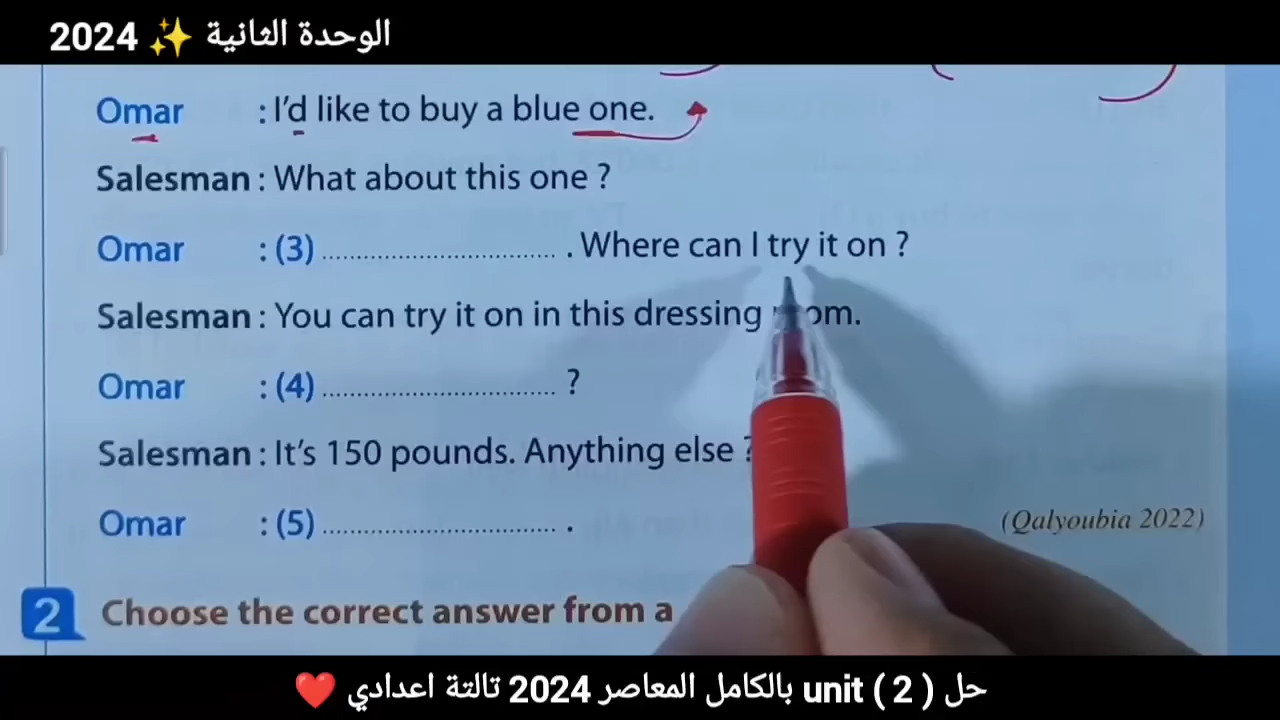 الوحدة الثانية ✨ 2024
Omar : I'd like to buy a blue one.
Salesman : What about this one ?
Omar : (3) .................................... . Where can I try it on ?
Salesman : You can try it on in this dressing room.
Omar : (4) .................................... ?
Salesman : It's 150 pounds. Anything else ?
Omar : (5) .................................... .
(Qalyoubia 2022)
2 Choose the correct answer from a
حل unit ( 2 ) بالكامل المعاصر 2024 تالتة اعدادي ❤️